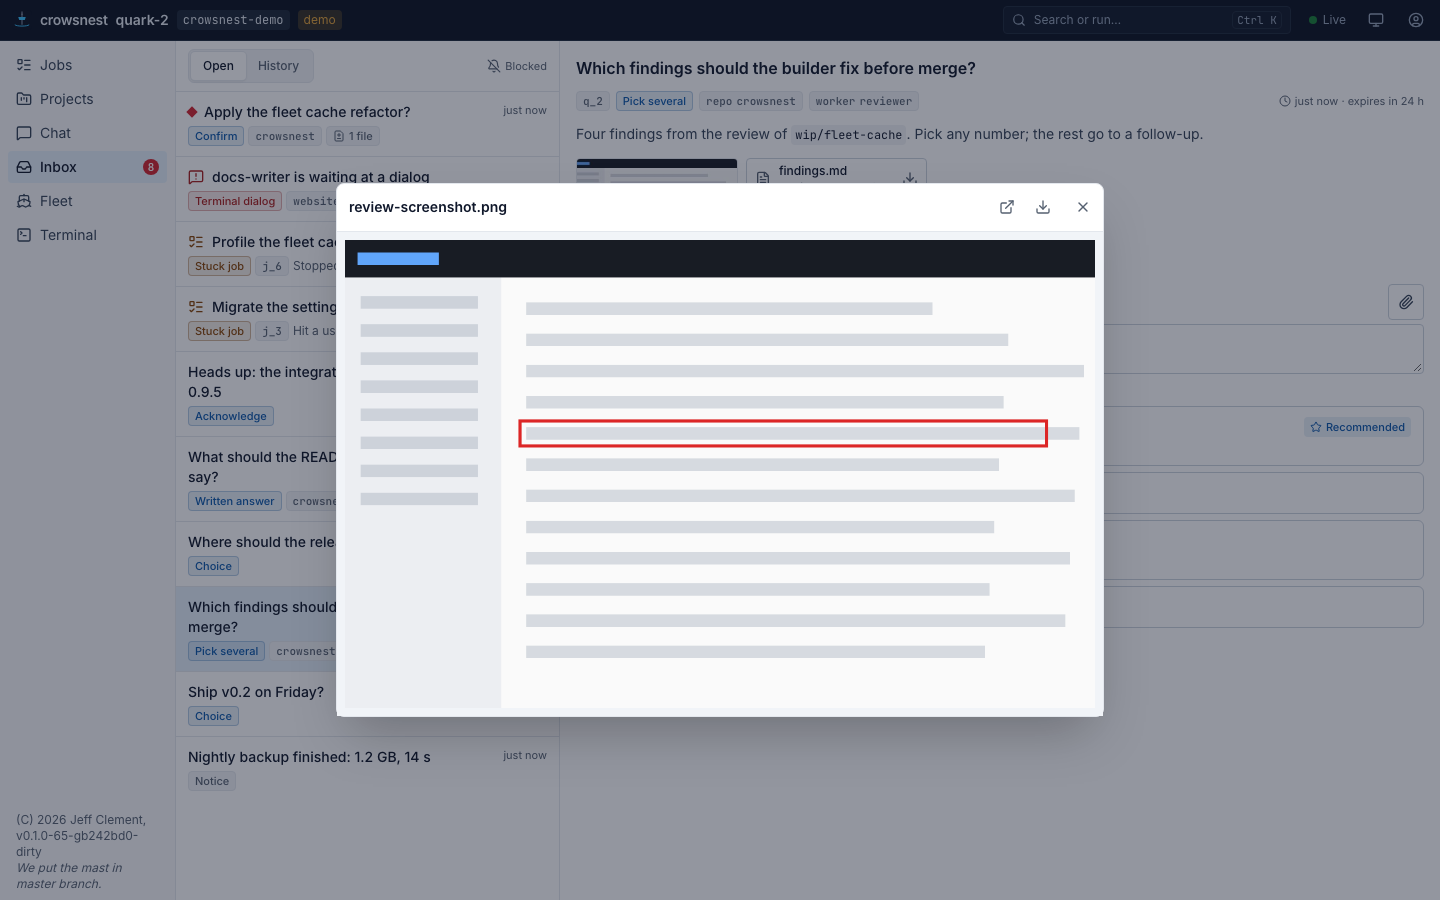 crowsnest quark-2 crowsnest-demo demo
Search or run... Ctrl K
Live
Jobs
Projects
Chat
Inbox 8
Fleet
Terminal
(C) 2026 Jeff Clement,
v0.1.0-65-gb242bd0-
dirty
We put the mast in
master branch.
Open History Blocked
Apply the fleet cache refactor? just now
Confirm crowsnest 1 file
docs-writer is waiting at a dialog
Terminal dialog website
Profile the fleet ca
Stuck job j_6 Stopped
Migrate the setting
Stuck job j_3 Hit a us
Heads up: the integrat
0.9.5
Acknowledge
What should the READ
say?
Written answer crowsne
Where should the rele
Choice
Which findings should
merge?
Pick several crowsnest
Ship v0.2 on Friday?
Choice
Nightly backup finished: 1.2 GB, 14 s just now
Notice
Which findings should the builder fix before merge?
q_2 Pick several repo crowsnest worker reviewer just now · expires in 24 h
Four findings from the review of wip/fleet-cache. Pick any number; the rest go to a follow-up.
findings.md
review-screenshot.png
Recommended